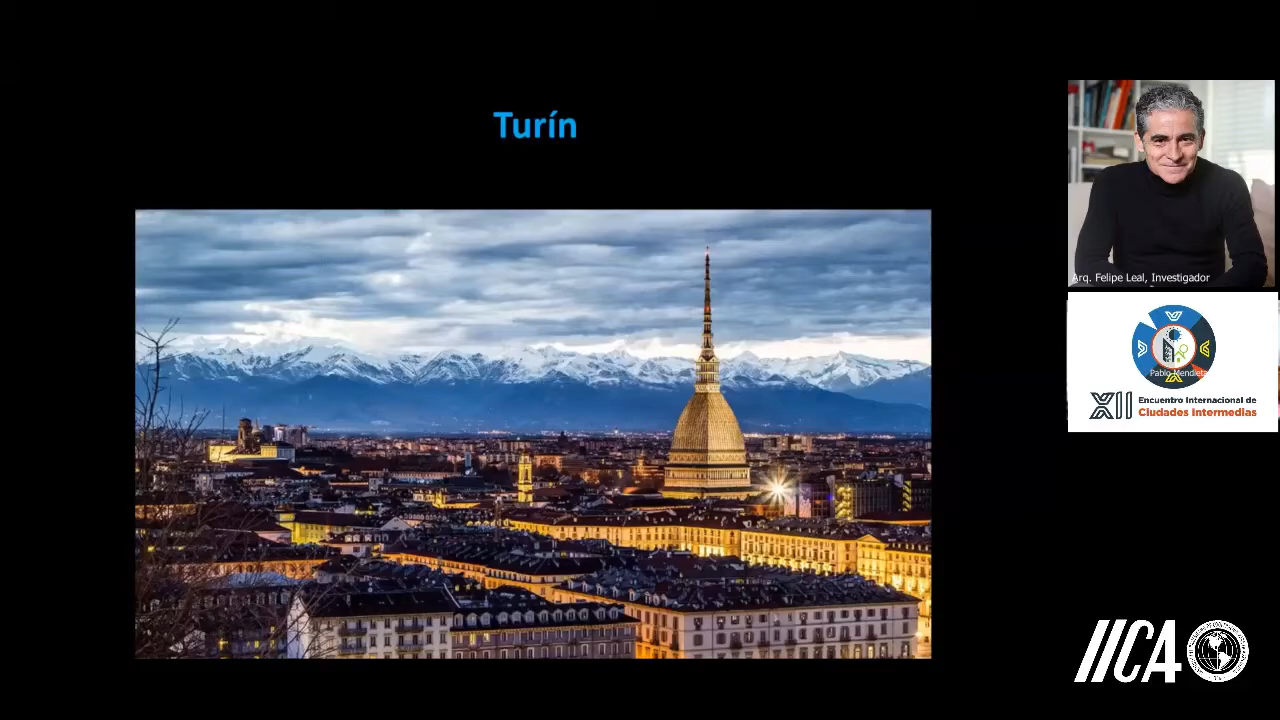 Turín
Arq. Felipe Leal, Investigador
Pablo Mendieta
XII Encuentro Internacional de
Ciudades Intermedias
IICA